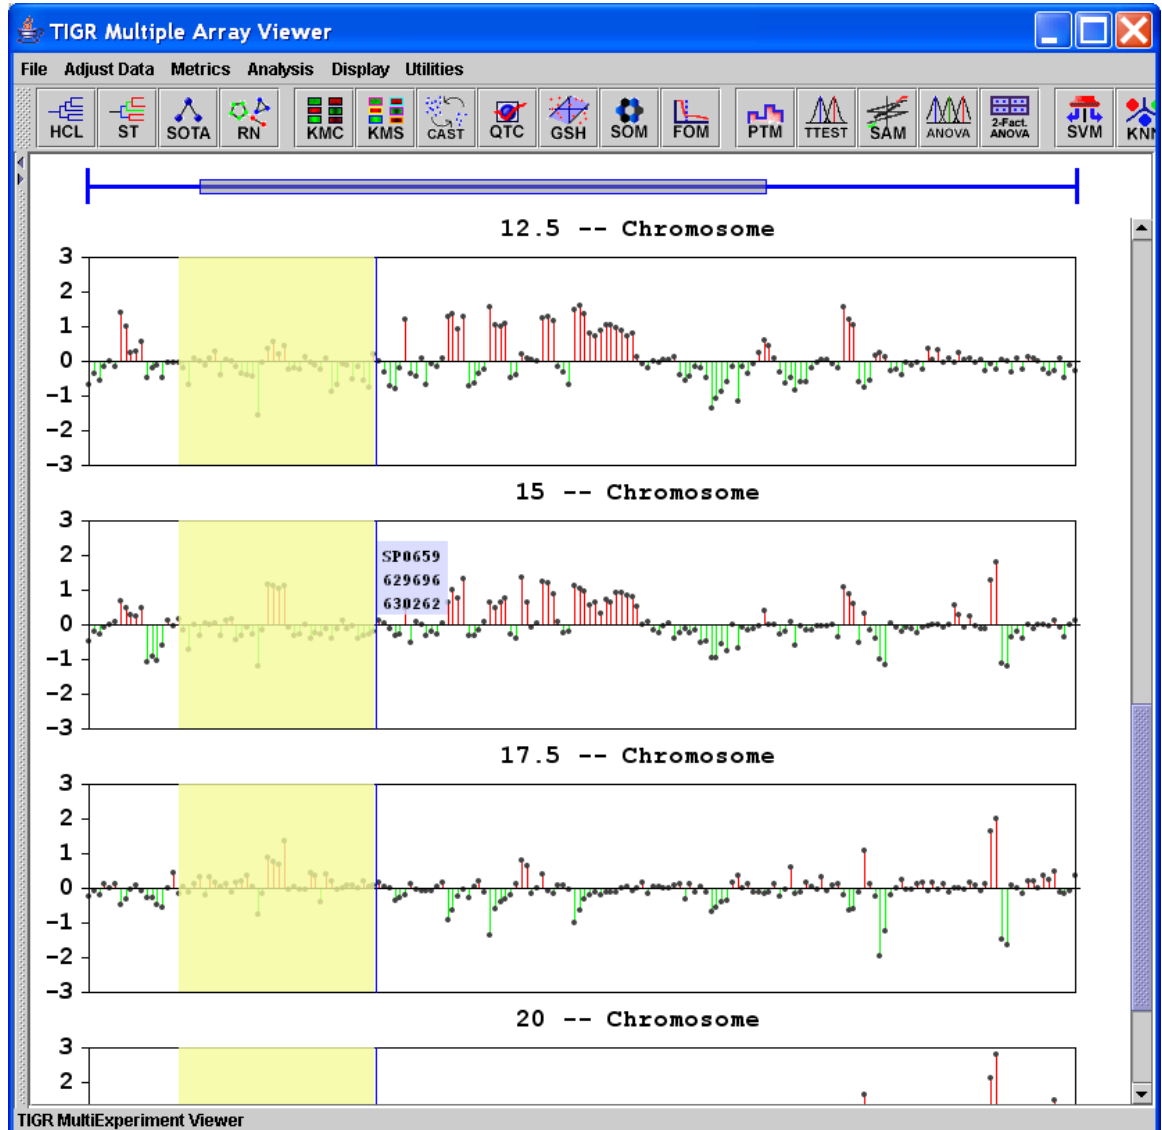 TIGR Multiple Array Viewer
File Adjust Data Metrics Analysis Display Utilities
HCL ST SOTA RN KMC KMS CAST QTC GSH SOM FOM PTM TTEST SAM ANOVA 2-Fact. ANOVA SVM KNN
12.5 -- Chromosome
3
2
1
0
-1
-2
-3
15 -- Chromosome
3
2
1
0
-1
-2
-3
SP0659
629696
630262
17.5 -- Chromosome
3
2
1
0
-1
-2
-3
20 -- Chromosome
3
2
TIGR MultiExperiment Viewer